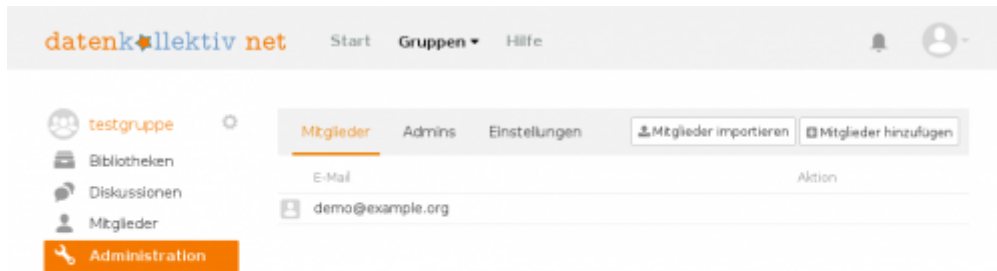 datenkollektiv net Start Gruppen Hilfe
testgruppe
Mitglieder Admins Einstellungen Mitglieder importieren Mitglieder hinzufügen
Bibliotheken
E-Mail Aktion
Diskussionen
demo@example.org
Mitglieder
Administration